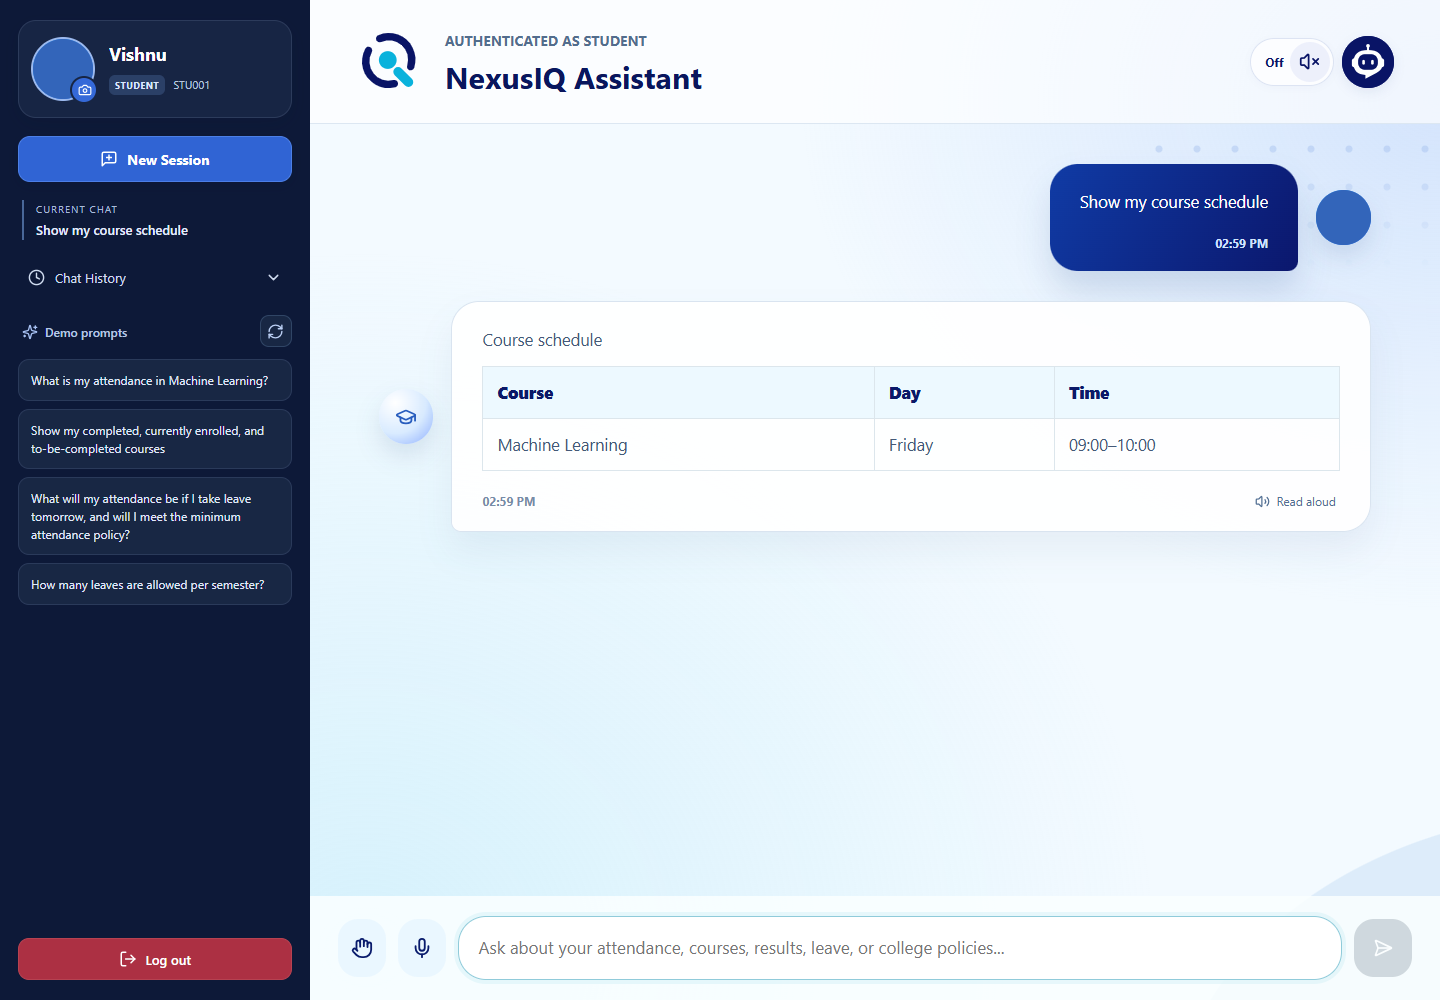 Vishnu
STUDENT STU001
New Session
CURRENT CHAT
Show my course schedule
Chat History
Demo prompts
What is my attendance in Machine Learning?
Show my completed, currently enrolled, and
to-be-completed courses
What will my attendance be if I take leave
tomorrow, and will I meet the minimum
attendance policy?
How many leaves are allowed per semester?
Log out
AUTHENTICATED AS STUDENT
NexusIQ Assistant
Off
Show my course schedule
02:59 PM
Course schedule
Course Day Time
Machine Learning Friday 09:00–10:00
02:59 PM
Read aloud
Ask about your attendance, courses, results, leave, or college policies...